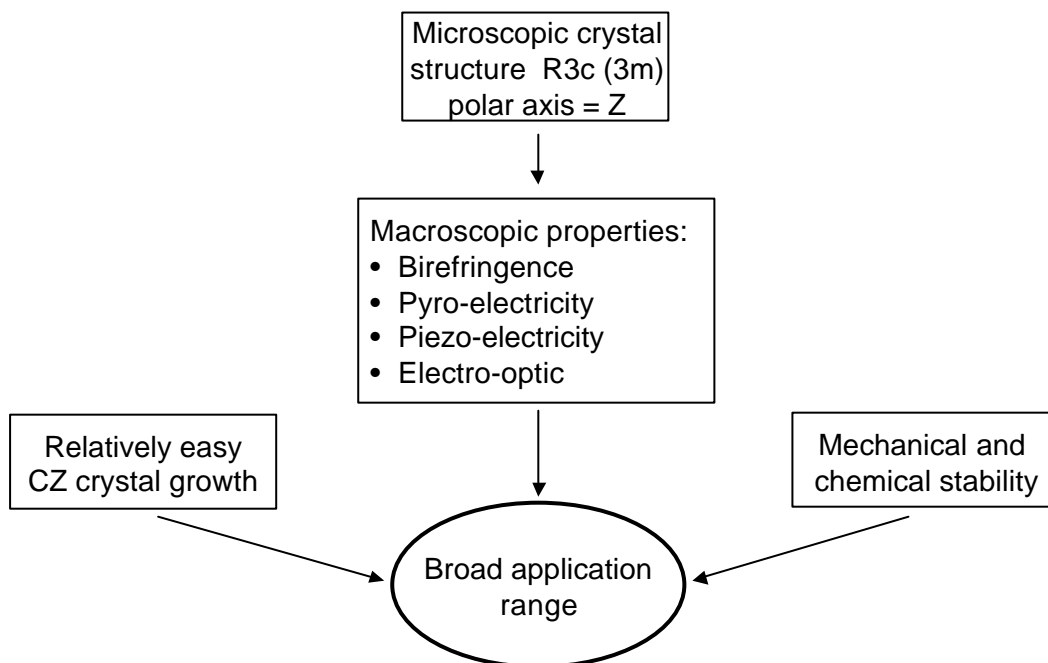 Microscopic crystal
structure R3c (3m)
polar axis = Z
Macroscopic properties:
• Birefringence
• Pyro-electricity
• Piezo-electricity
• Electro-optic
Relatively easy
CZ crystal growth
Mechanical and
chemical stability
Broad application
range